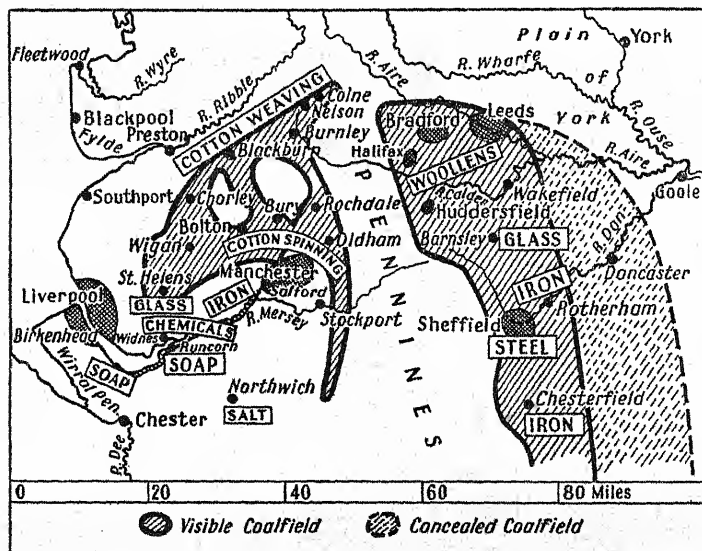 Fleetwood
R. Wyre
R. Ribble
R. Aire
Plain
York
R. Wharfe
of
York
R. Ouse
R. Aire
Goole
Blackpool
Fylde
Preston
COTTON WEAVING
Colne
Nelson
Burnley
Blackburn
Bradford
Leeds
Halifax
WOOLLENS
R. Calder
Wakefield
Huddersfield
Southport
Chorley
Bury
Rochdale
Bolton
COTTON SPINNING
Oldham
Wigan
PENNINES
Barnsley
GLASS
R. Don
Doncaster
IRON
Rotherham
St. Helens
GLASS
IRON
Manchester
Salford
R. Mersey
Stockport
Sheffield
STEEL
Liverpool
CHEMICALS
Birkenhead
Widnes
Runcorn
SOAP
SOAP
Wirral Pen.
Northwich
SALT
Chester
R. Dee
Chesterfield
IRON
0 22 40 60 80 Miles
Visible Coalfield Concealed Coalfield